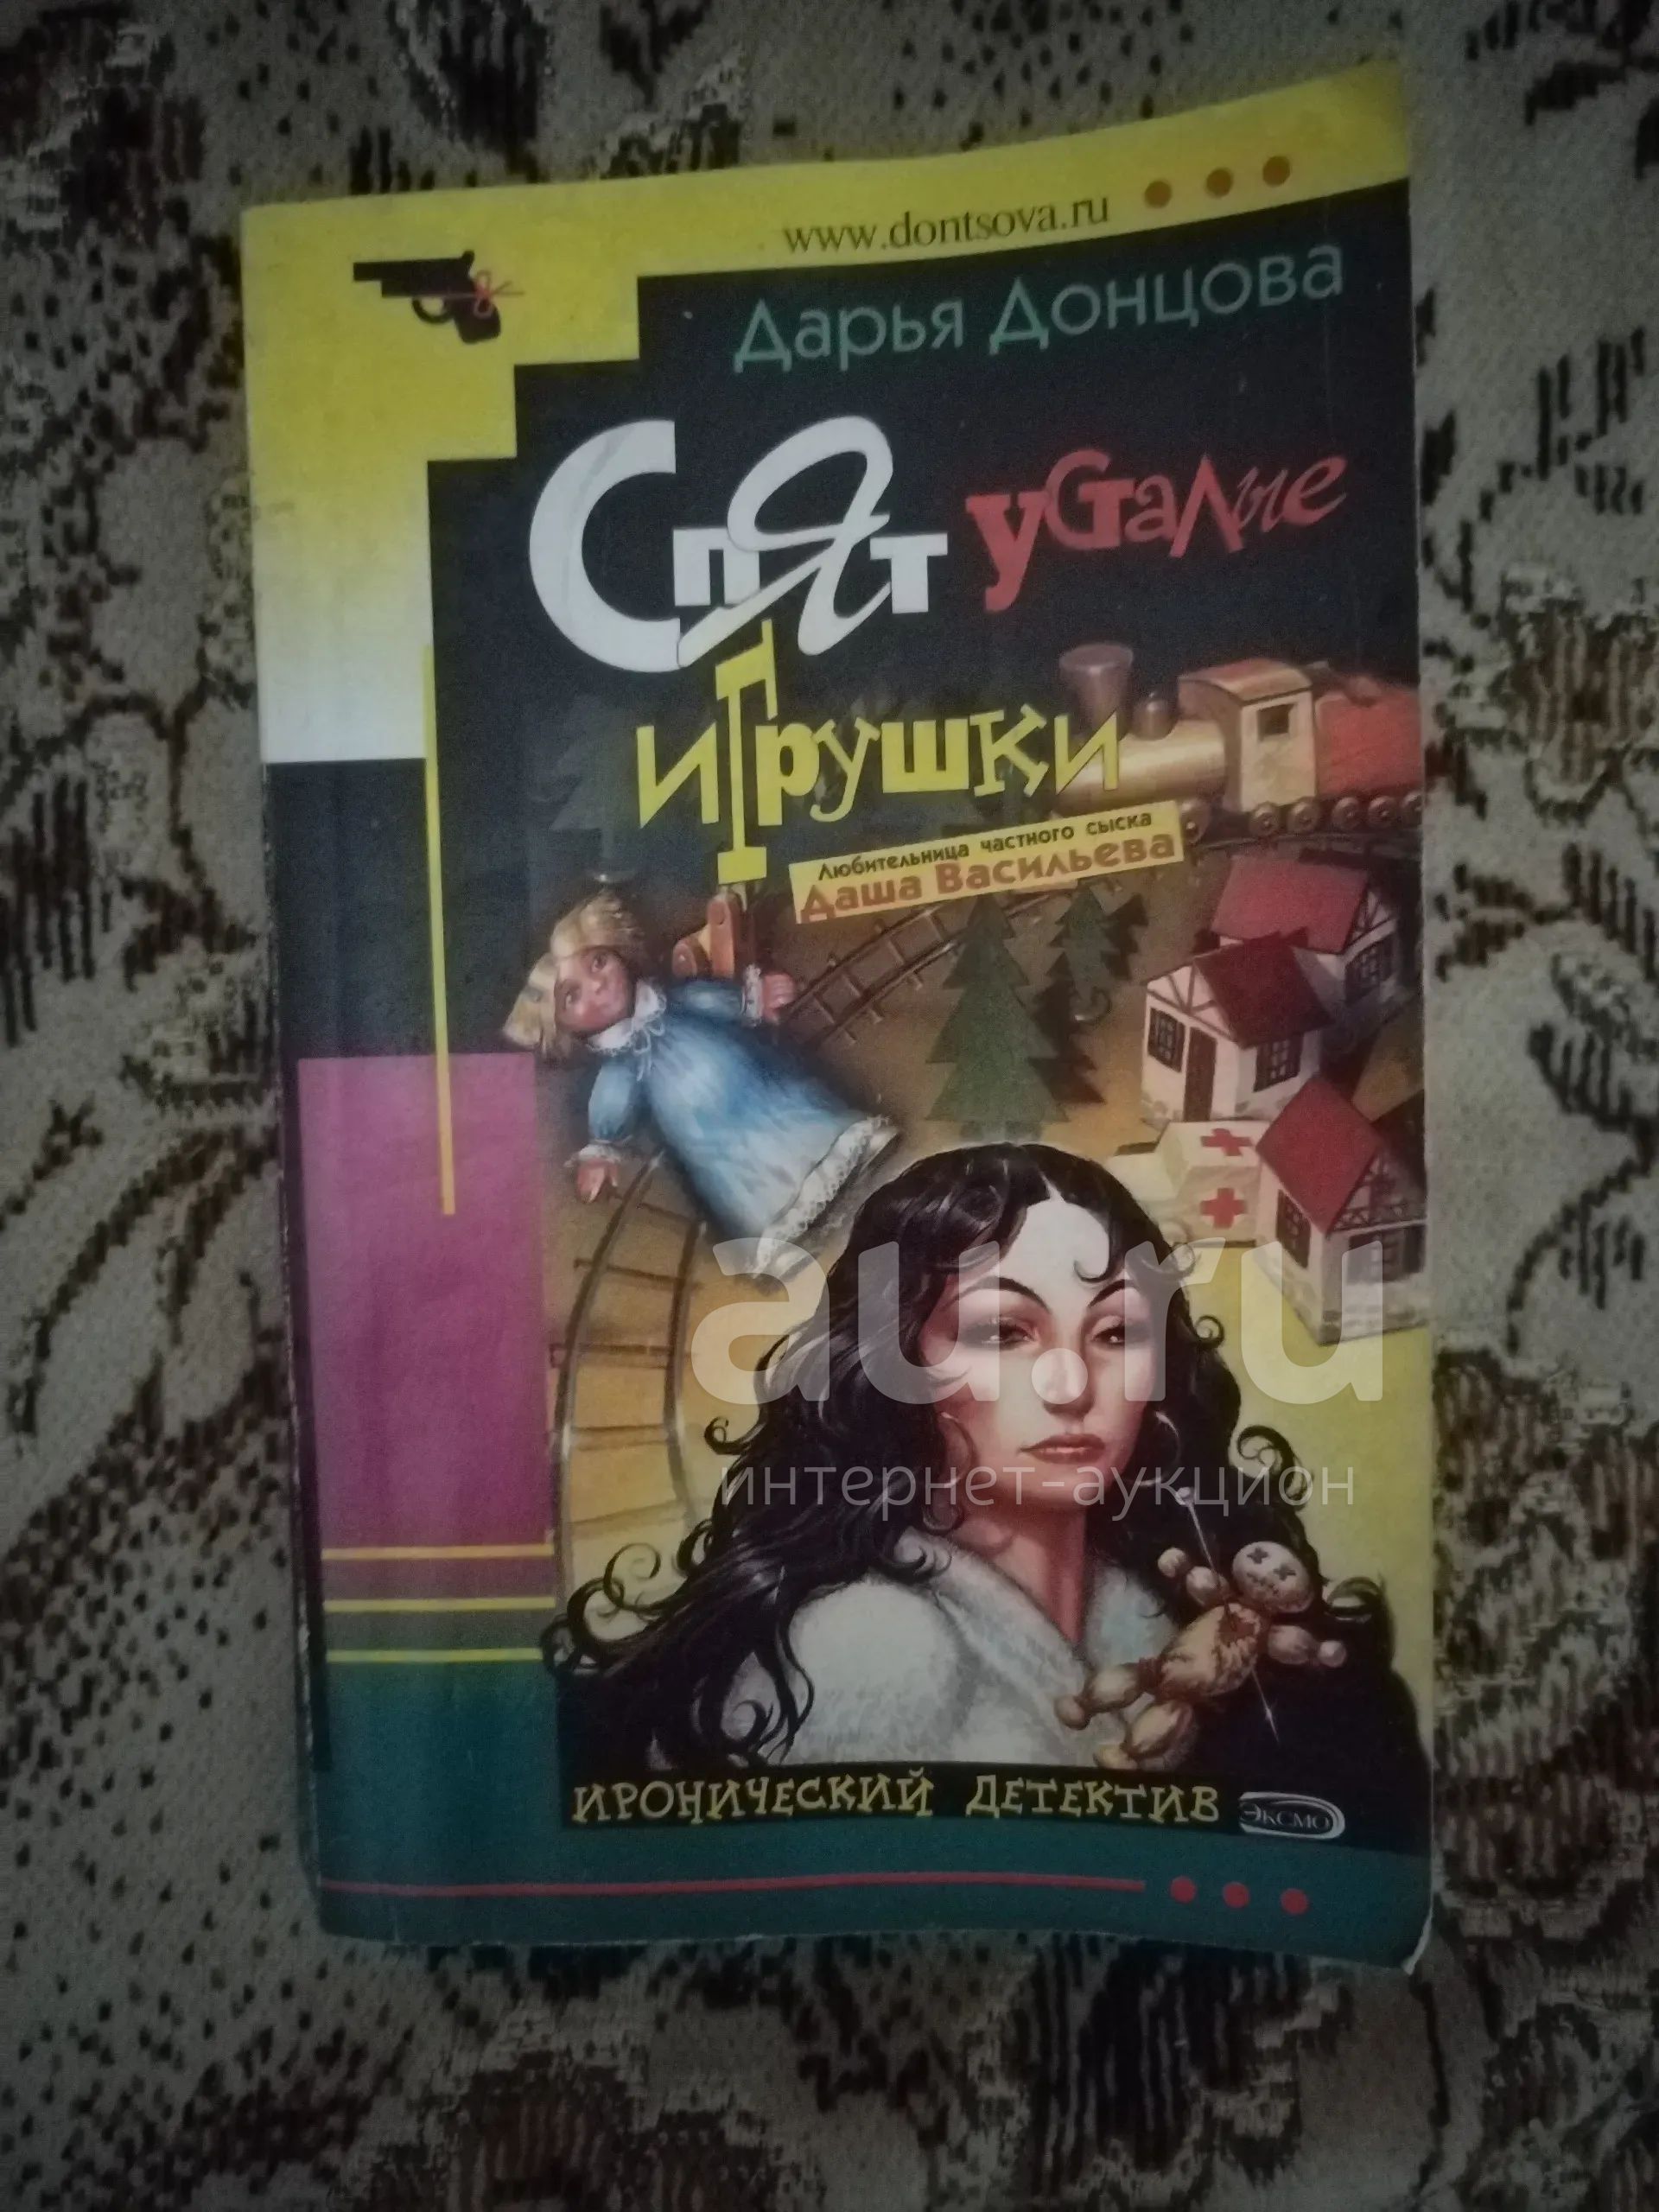 www.dontsova.ru
Дарья Донцова
Спят усталые
игрушки
Любительница частного сыска
Даша Васильева
au.ru
интернет-аукцион
ИРОНИЧЕСКИЙ ДЕТЕКТИВ
ЭКСМО